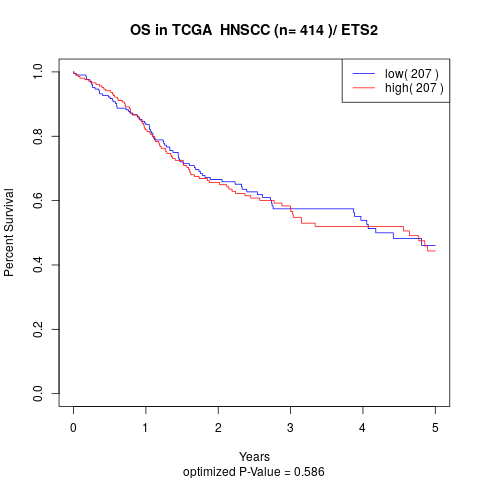 OS in TCGA  HNSCC (n= 414 )/ ETS2
low( 207 )
high( 207 )
Percent Survival
1.0
0.8
0.6
0.4
0.2
0.0
0 1 2 3 4 5
Years
optimized P-Value = 0.586